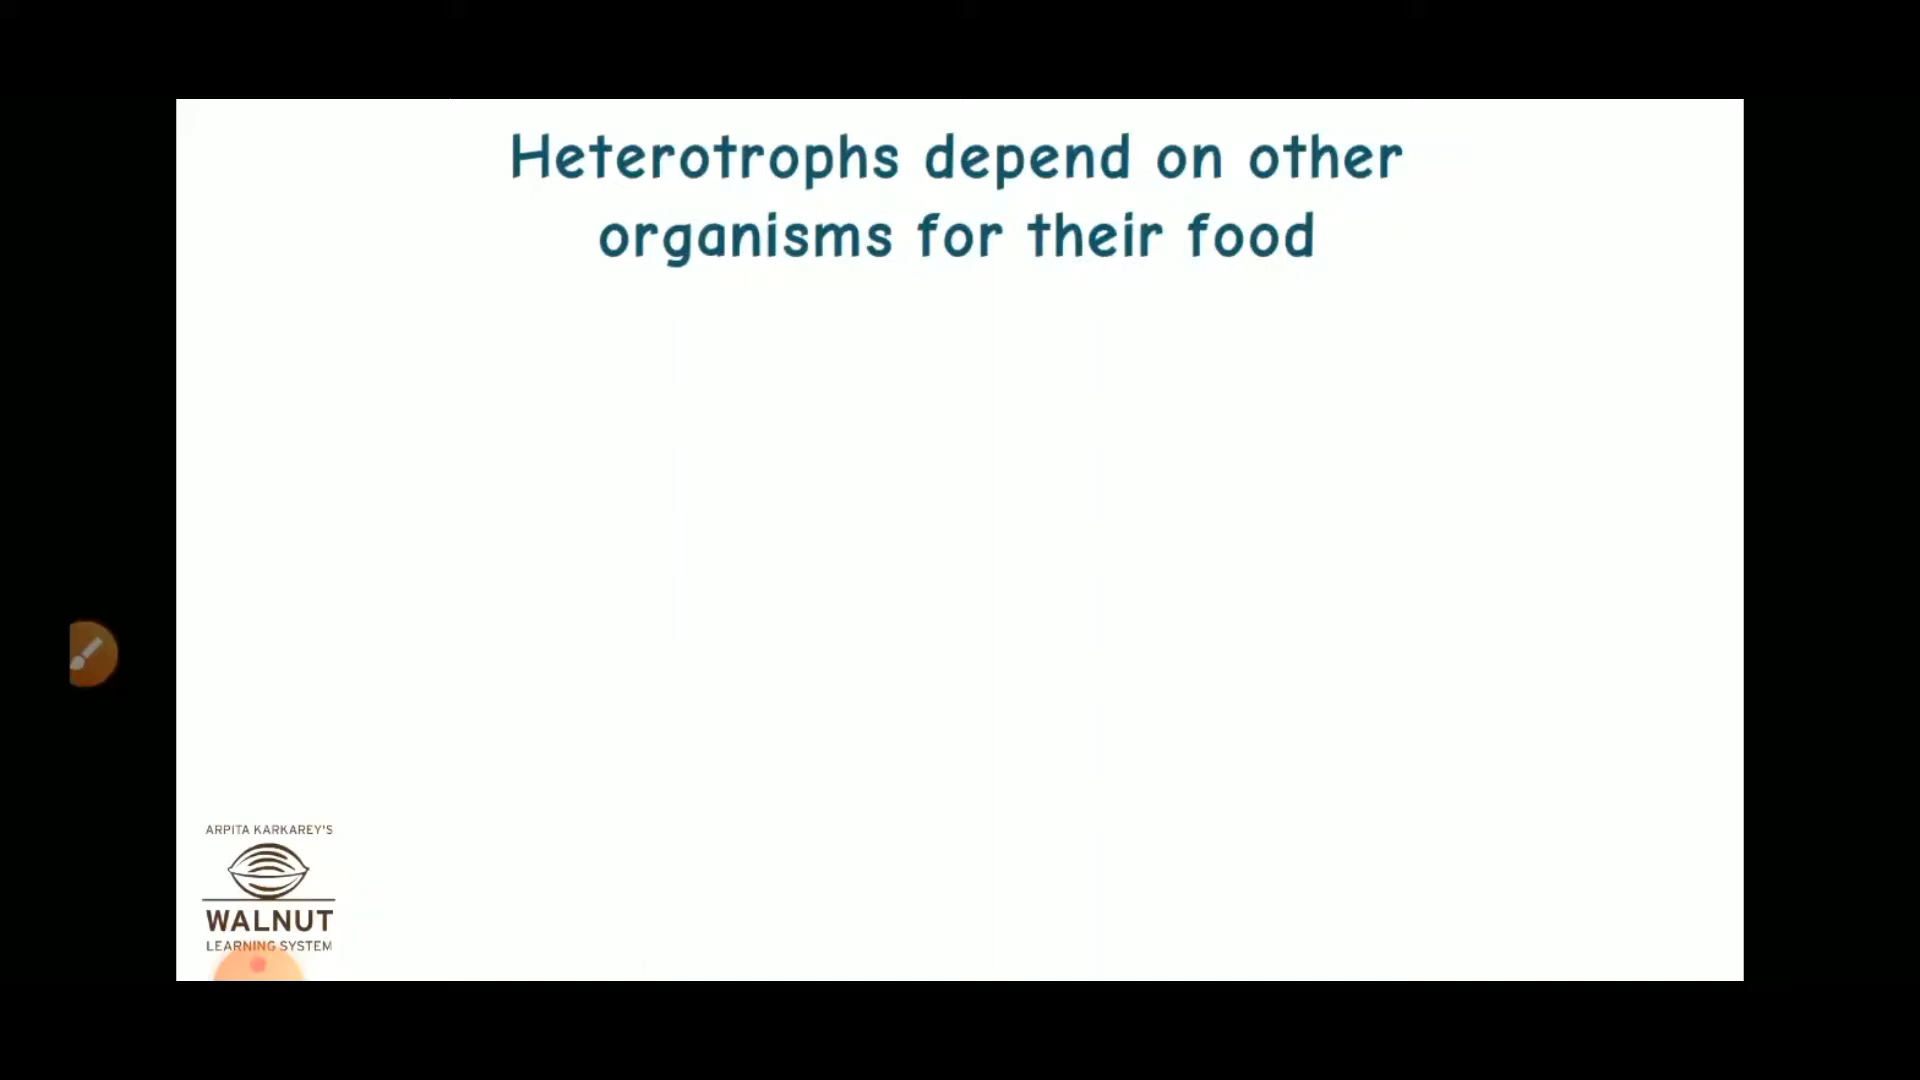 Heterotrophs depend on other
organisms for their food
ARPITA KARKAREY'S
WALNUT
LEARNING SYSTEM